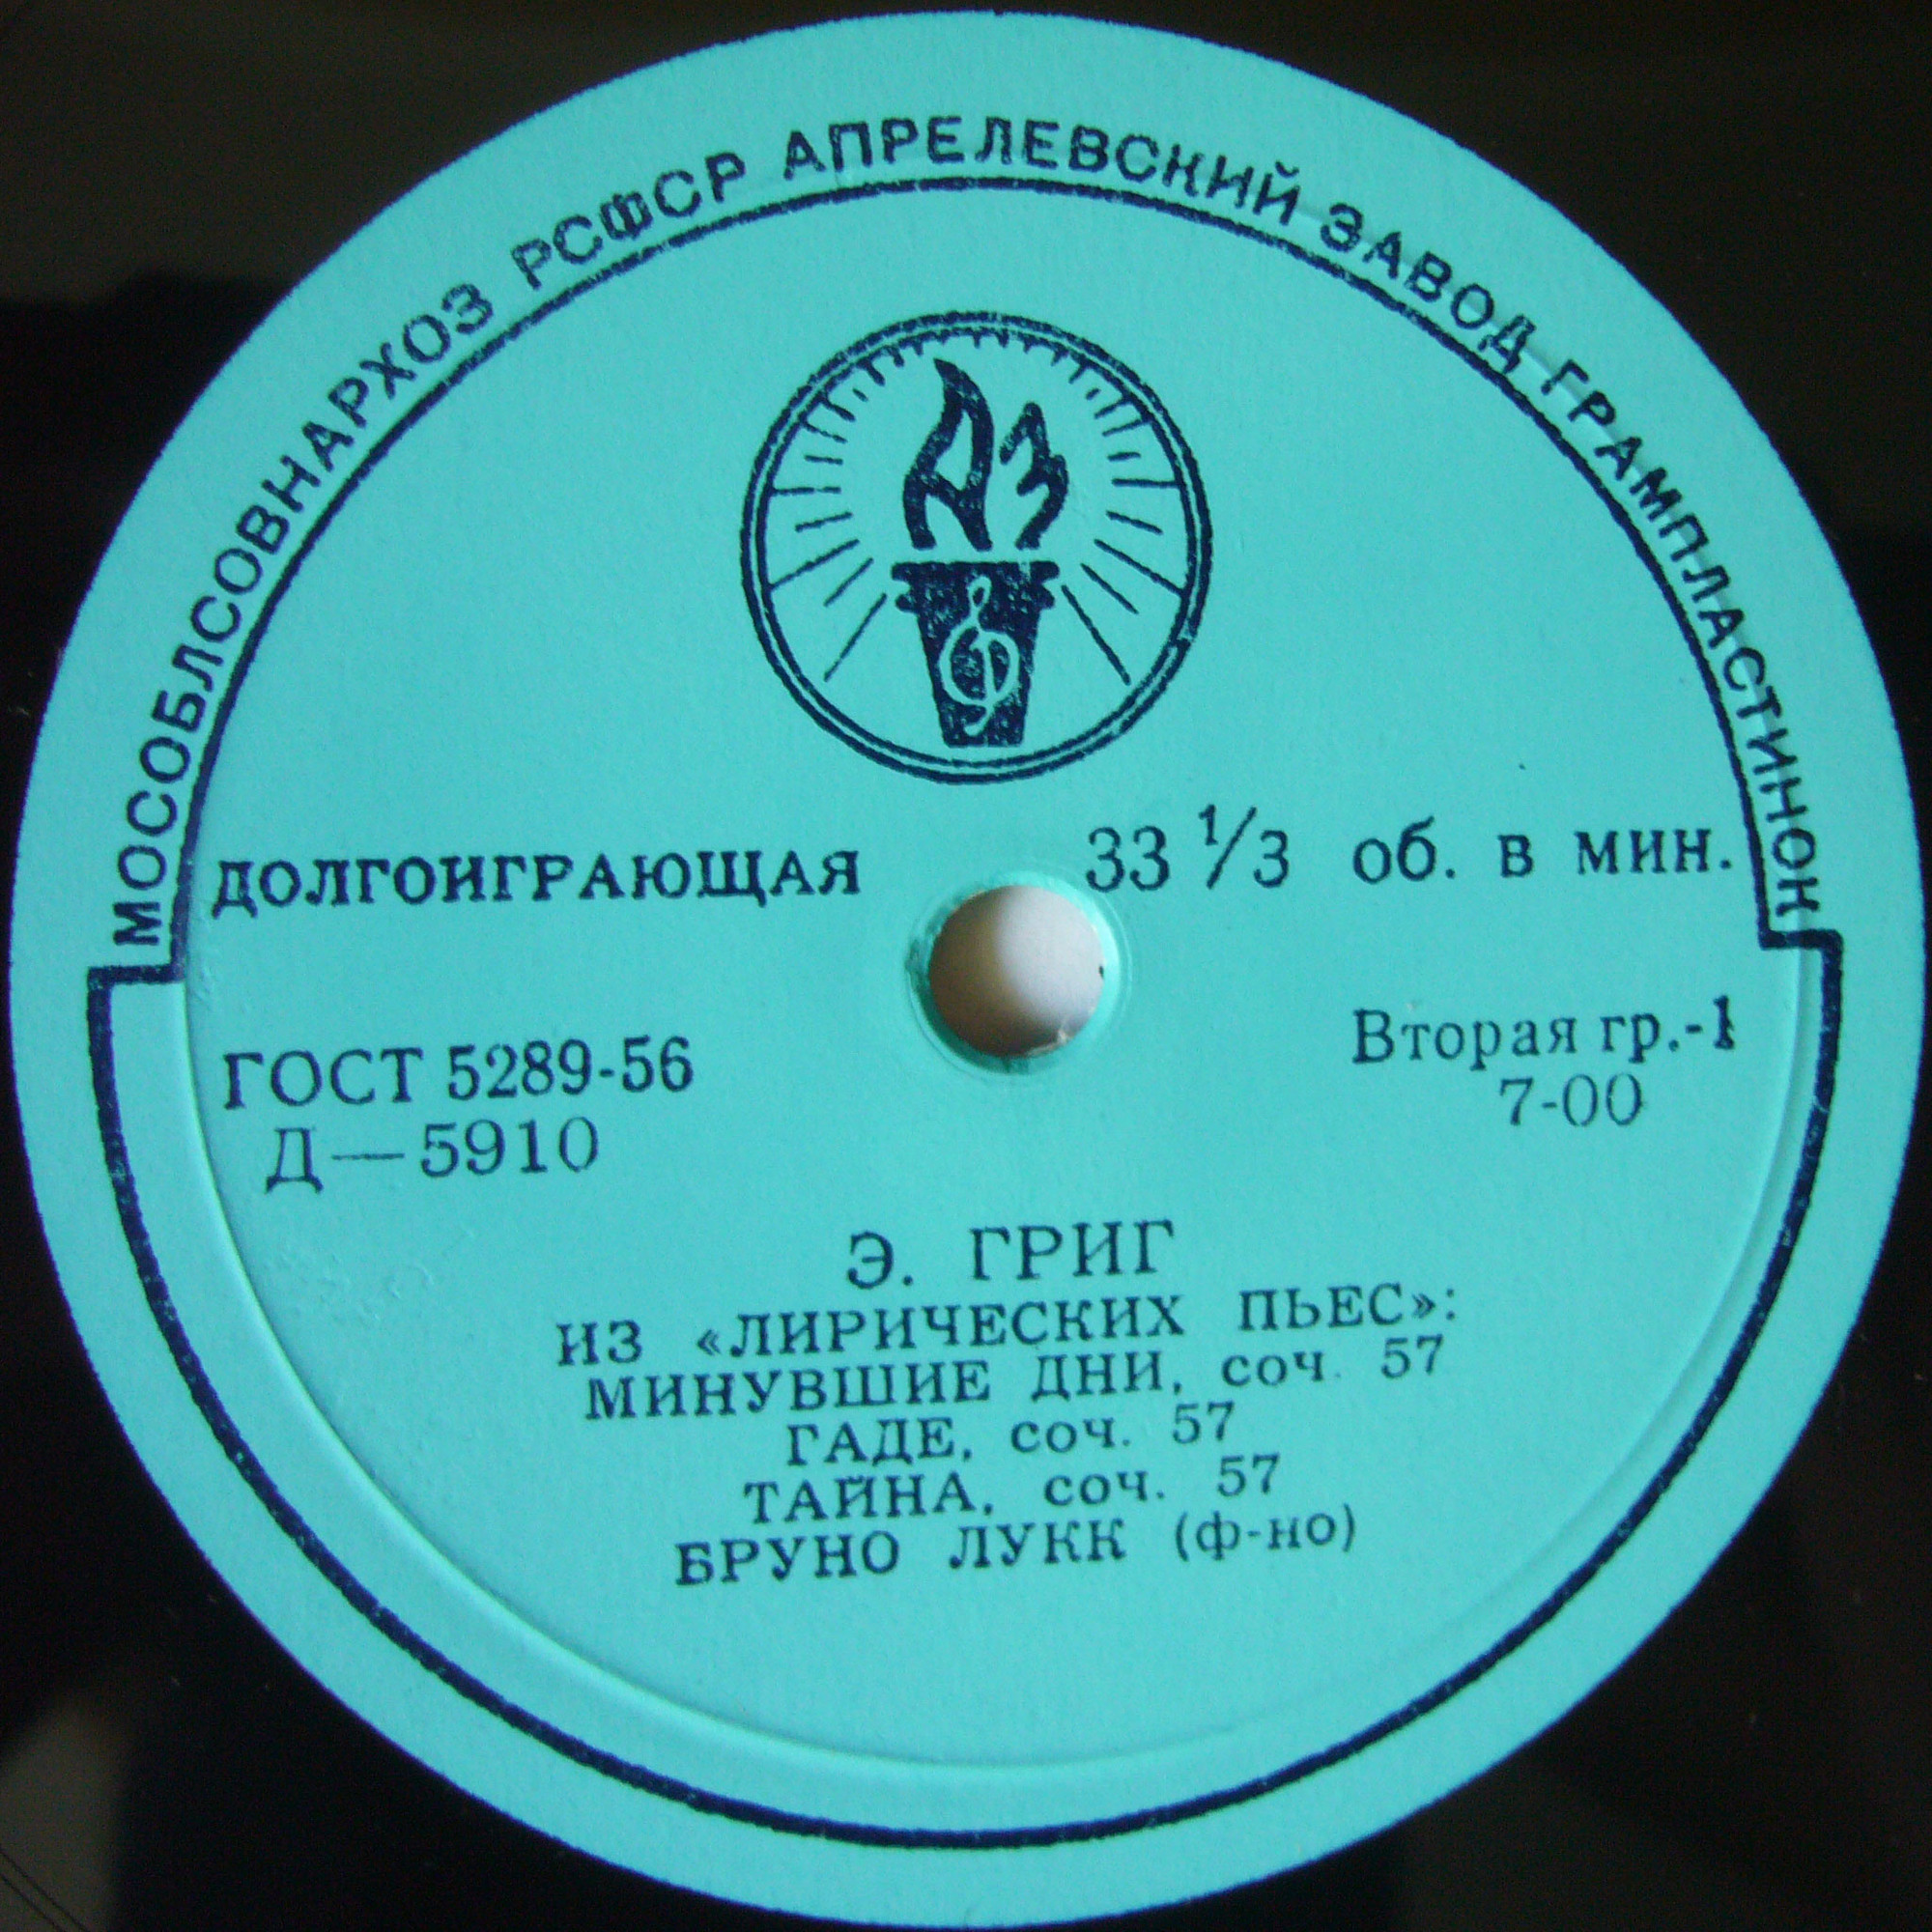 МОСОБЛСОВНАРХОЗ РСФСР АПРЕЛЕВСКИЙ ЗАВОД ГРАМПЛАСТИНОК
АЗ
ДОЛГОИГРАЮЩАЯ 33 1/3 об. в мин.
ГОСТ 5289-56 Вторая гр.-1
Д—5910 7-00
Э. ГРИГ
ИЗ «ЛИРИЧЕСКИХ ПЬЕС»:
МИНУВШИЕ ДНИ, соч. 57
ГАДЕ, соч. 57
ТАЙНА, соч. 57
БРУНО ЛУКК (ф-но)